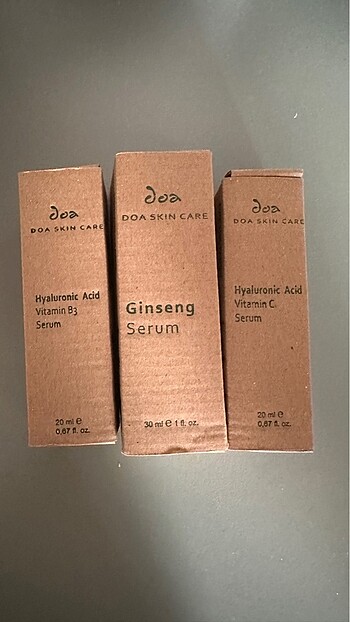 doa
DOA SKIN CARE
Hyaluronic Acid
Vitamin B3
Serum
20 ml ℮
0,67 fl. oz.
doa
DOA SKIN CARE
Ginseng
Serum
30 ml ℮ 1 fl. oz.
doa
DOA SKIN CARE
Hyaluronic Acid
Vitamin C
Serum
20 ml ℮
0,67 fl. oz.